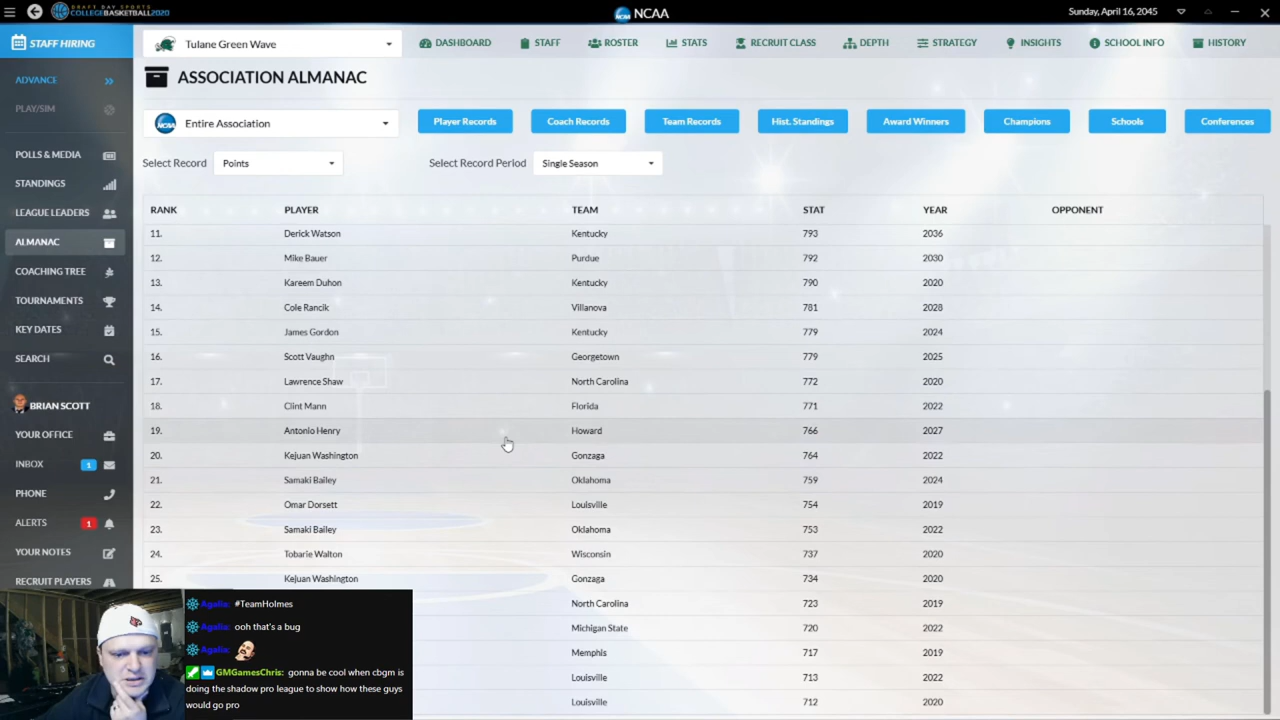 DRAFT DAY SPORTS
COLLEGE BASKETBALL 2020
NCAA
Sunday, April 16, 2045
STAFF HIRING
Tulane Green Wave
DASHBOARD
STAFF
ROSTER
STATS
RECRUIT CLASS
DEPTH
STRATEGY
INSIGHTS
SCHOOL INFO
HISTORY
ADVANCE
PLAY/SIM
POLLS & MEDIA
STANDINGS
LEAGUE LEADERS
ALMANAC
COACHING TREE
TOURNAMENTS
KEY DATES
SEARCH
BRIAN SCOTT
YOUR OFFICE
INBOX 1
PHONE
ALERTS 1
YOUR NOTES
RECRUIT PLAYERS
ASSOCIATION ALMANAC
Entire Association
Player Records
Coach Records
Team Records
Hist. Standings
Award Winners
Champions
Schools
Conferences
Select Record Points
Select Record Period Single Season
RANK PLAYER TEAM STAT YEAR OPPONENT
11. Derick Watson Kentucky 793 2036
12. Mike Bauer Purdue 792 2030
13. Kareem Duhon Kentucky 790 2020
14. Cole Rancik Villanova 781 2028
15. James Gordon Kentucky 779 2024
16. Scott Vaughn Georgetown 779 2025
17. Lawrence Shaw North Carolina 772 2020
18. Clint Mann Florida 771 2022
19. Antonio Henry Howard 766 2027
20. Kejuan Washington Gonzaga 764 2022
21. Samaki Bailey Oklahoma 759 2024
22. Omar Dorsett Louisville 754 2019
23. Samaki Bailey Oklahoma 753 2022
24. Tobarie Walton Wisconsin 737 2020
25. Kejuan Washington Gonzaga 734 2020
North Carolina 723 2019
Michigan State 720 2022
Memphis 717 2019
Louisville 713 2022
Louisville 712 2020
Agalia: #TeamHolmes
Agalia: ooh that's a bug
Agalia:
GMGamesChris: gonna be cool when cbgm is
doing the shadow pro league to show how these guys
would go pro